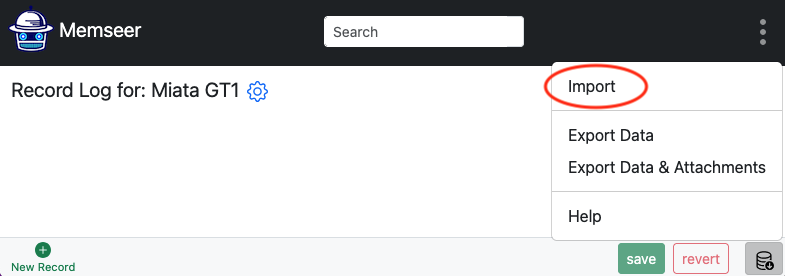 Memseer
Search
Record Log for: Miata GT1
Import
Export Data
Export Data & Attachments
Help
New Record
save
revert